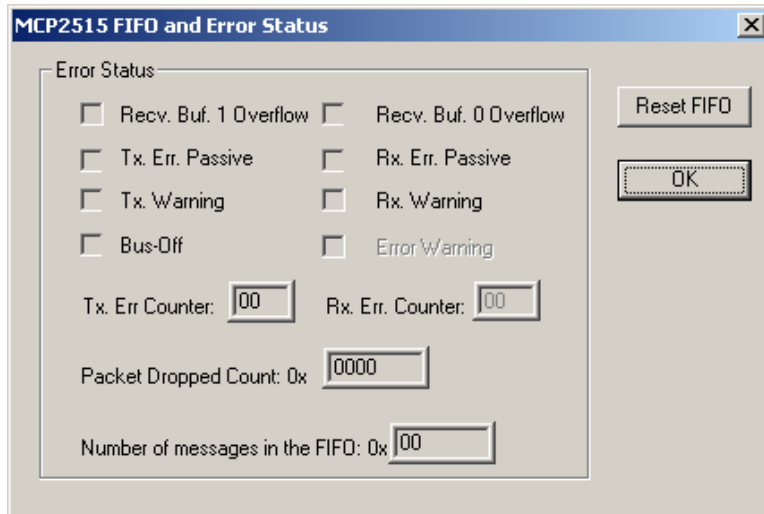 MCP2515 FIFO and Error Status
Error Status
Recv. Buf. 1 Overflow Recv. Buf. 0 Overflow
Reset FIFO
Tx. Err. Passive Rx. Err. Passive
OK
Tx. Warning Rx. Warning
Bus-Off Error Warning
Tx. Err Counter: 00 Rx. Err. Counter: 00
Packet Dropped Count: 0x 0000
Number of messages in the FIFO: 0x 00